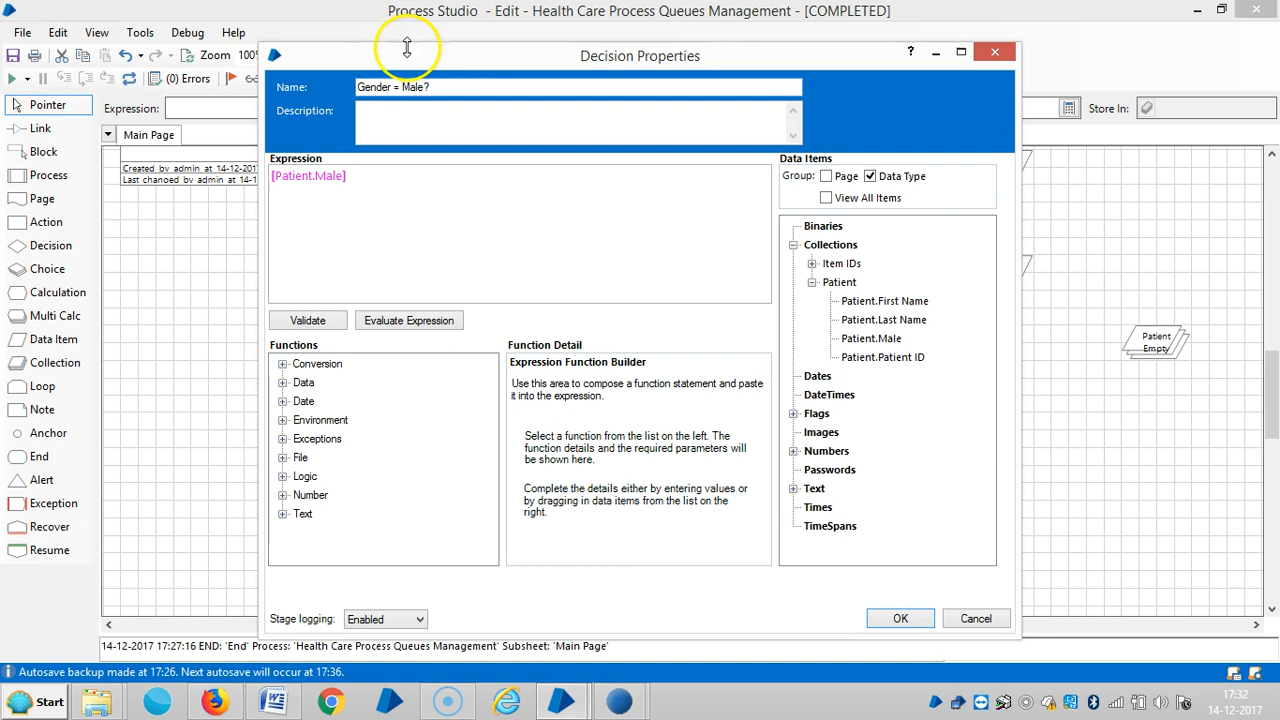 Process Studio - Edit - Health Care Process Queues Management - [COMPLETED]
File Edit View Tools Debug Help
Zoom 100%
Decision Properties
(0) Errors
Name: Gender = Male?
Description:
Pointer
Expression:
Store In:
Link
Main Page
Block
Expression
Data Items
Created by admin at 14-12-2017
Last changed by admin at 14-1
Process
[Patient.Male]
Group: Page Data Type
View All Items
Page
Action
Binaries
Decision
Collections
Choice
Item IDs
Calculation
Patient
Multi Calc
Patient.First Name
Validate
Evaluate Expression
Patient.Last Name
Data Item
Patient.Male
Patient
Empty
Functions
Function Detail
Collection
Conversion
Expression Function Builder
Patient.Patient ID
Loop
Data
Use this area to compose a function statement and paste
it into the expression.
Dates
Note
Date
DateTimes
Anchor
Environment
Flags
End
Exceptions
Select a function from the list on the left. The
function details and the required parameters will
be shown here.
Images
Alert
File
Numbers
Exception
Logic
Complete the details either by entering values or
by dragging in data items from the list on the
right.
Passwords
Recover
Number
Text
Resume
Text
Times
TimeSpans
Stage logging: Enabled
OK
Cancel
14-12-2017 17:27:16 END: 'End' Process: 'Health Care Process Queues Management' Subsheet: 'Main Page'
Autosave backup made at 17:26. Next autosave will occur at 17:36.
Start
17:32
14-12-2017